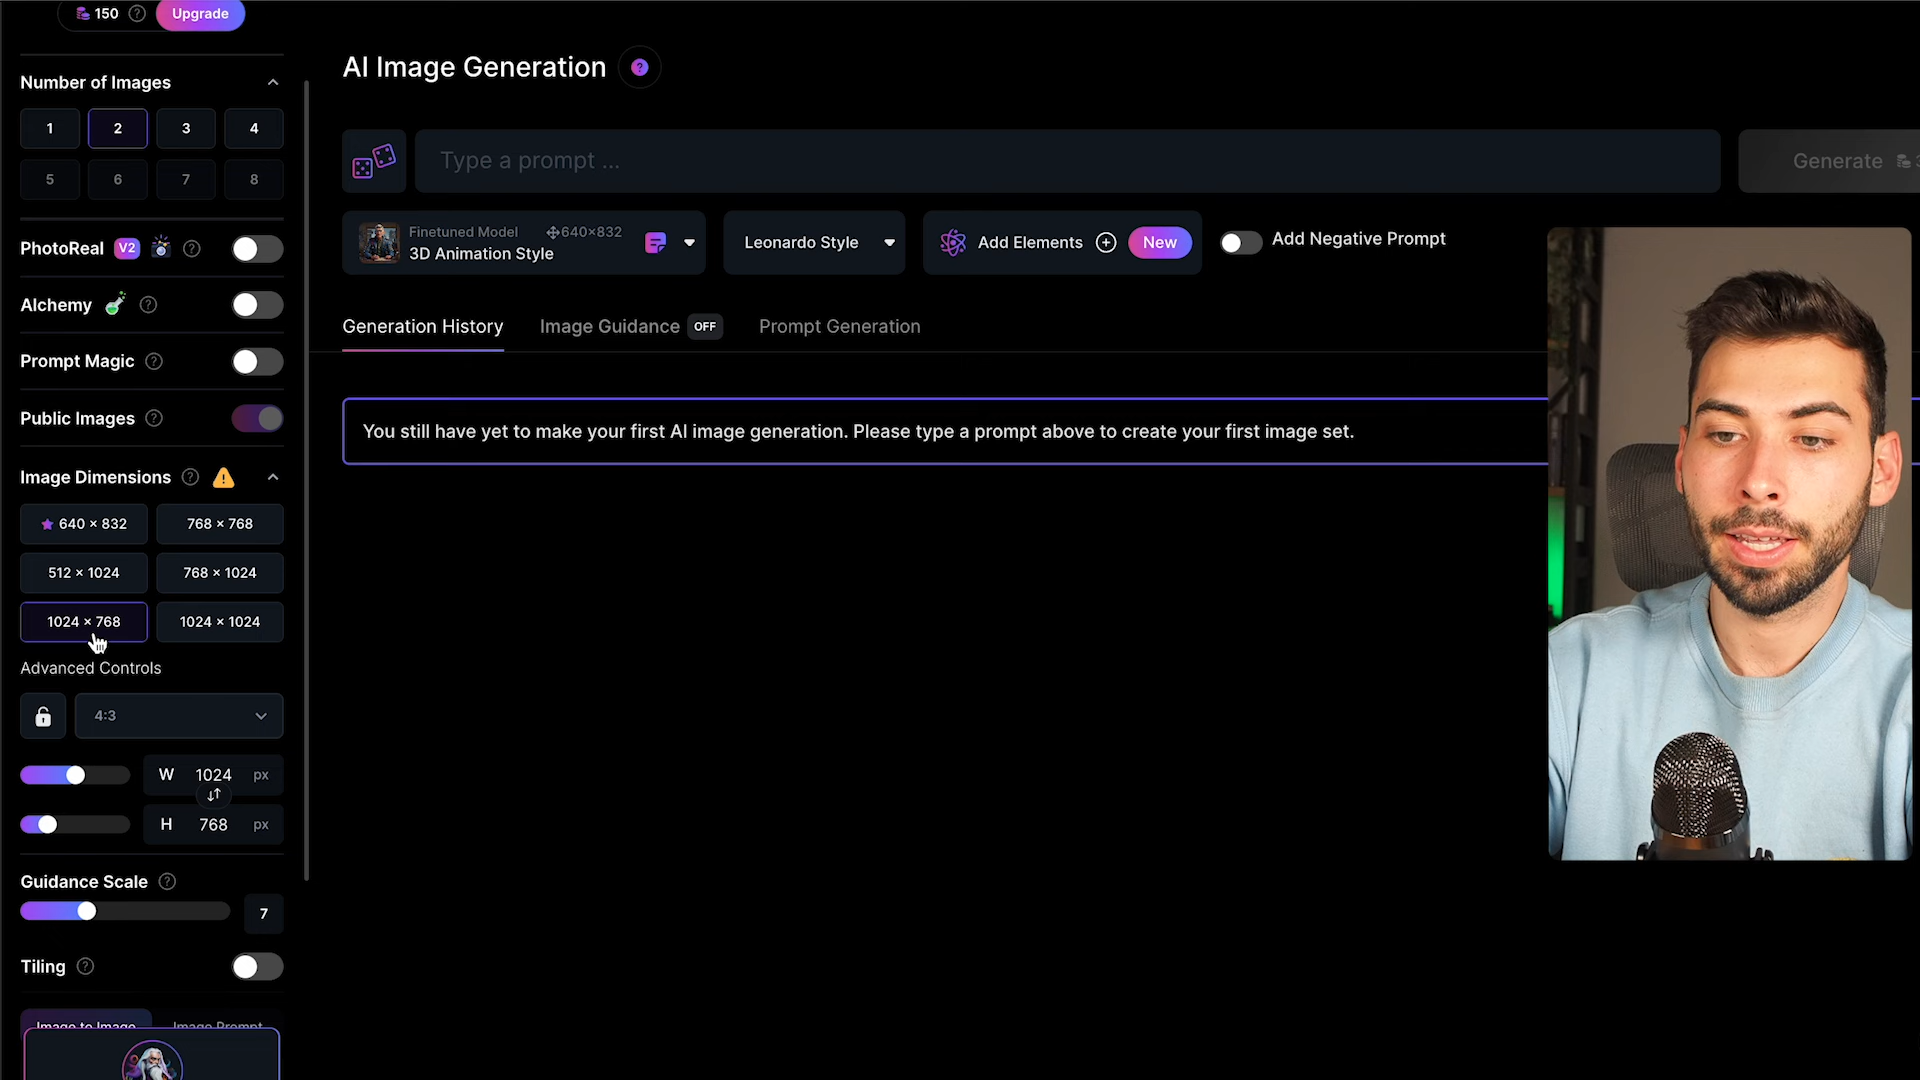 150
Upgrade
Number of Images
1
2
3
4
5
6
7
8
PhotoReal V2
Alchemy
Prompt Magic
Public Images
Image Dimensions
640 × 832
768 × 768
512 × 1024
768 × 1024
1024 × 768
1024 × 1024
Advanced Controls
4:3
W 1024 px
H 768 px
Guidance Scale
7
Tiling
Image to Image
Image Prompt
AI Image Generation
Type a prompt ...
Generate
Finetuned Model 640×832
3D Animation Style
Leonardo Style
Add Elements New
Add Negative Prompt
Generation History
Image Guidance OFF
Prompt Generation
You still have yet to make your first AI image generation. Please type a prompt above to create your first image set.